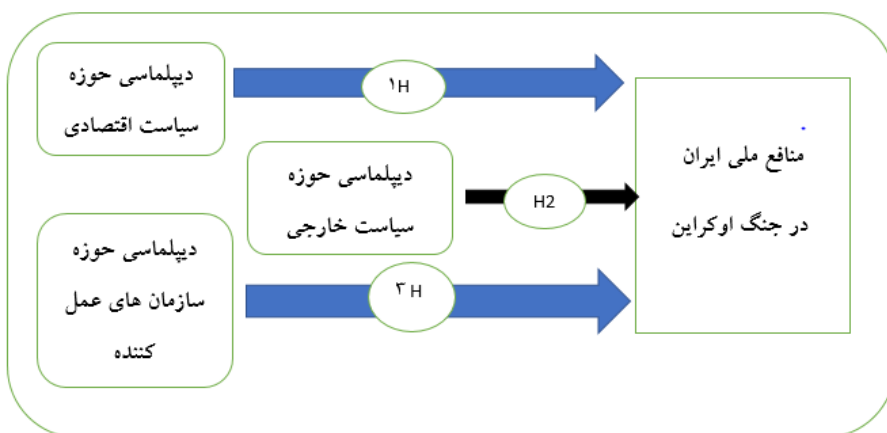 دیپلماسی حوزه
سیاست اقتصادی
۱H
منافع ملی ایران
در جنگ اوکراین
دیپلماسی حوزه
سیاست خارجی
H2
دیپلماسی حوزه
سازمان های عمل
کننده
۳ H